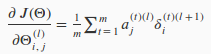 ∂ J(Θ) / ∂Θ_{i,j}^{(l)} = 1/m ∑_{t=1}^{m} a_j^{(t)(l)} δ_i^{(t)(l+1)}